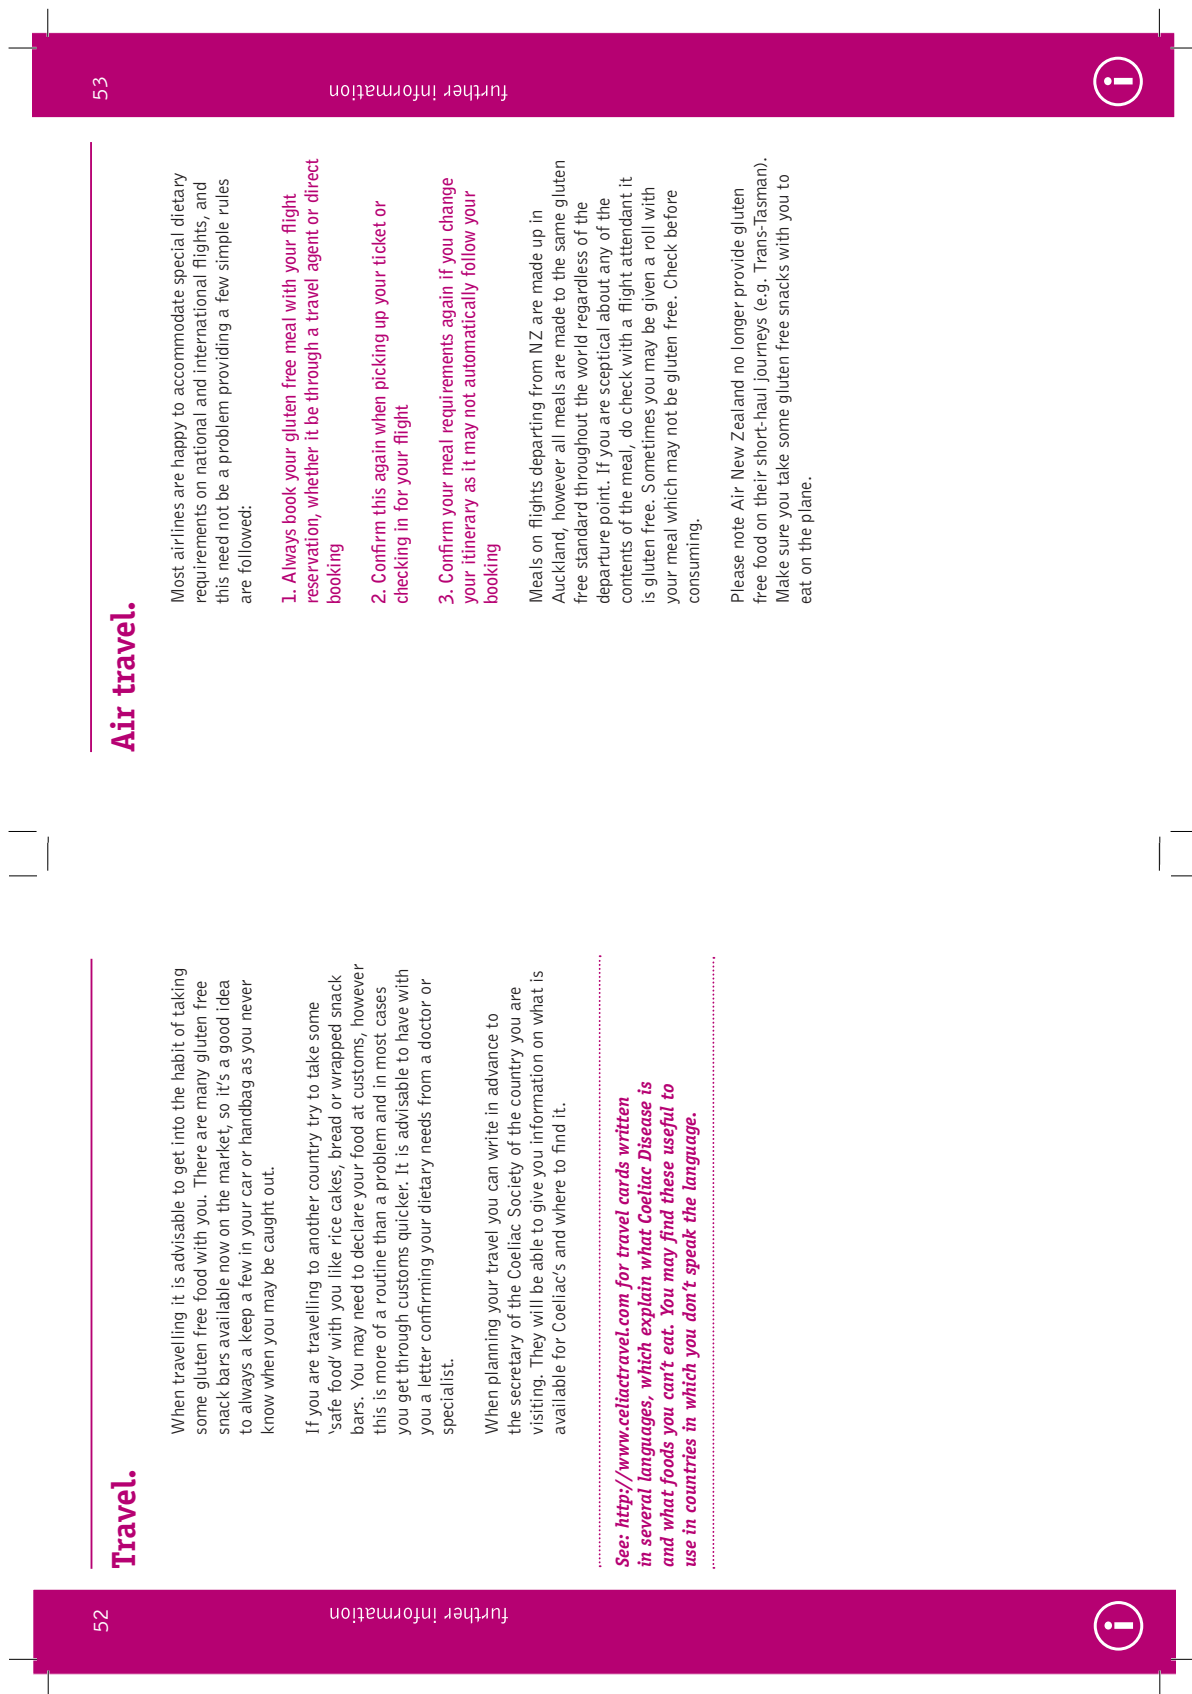 Travel.
When travelling it is advisable to get into the habit of taking
some gluten free food with you. There are many gluten free
snack bars available now on the market, so it's a good idea
to always a keep a few in your car or handbag as you never
know when you may be caught out.
If you are travelling to another country try to take some
‘safe food’ with you like rice cakes, bread or wrapped snack
bars. You may need to declare your food at customs, however
this is more of a routine than a problem and in most cases
you get through customs quicker. It is advisable to have with
you a letter confirming your dietary needs from a doctor or
specialist.
When planning your travel you can write in advance to
the secretary of the Coeliac Society of the country you are
visiting. They will be able to give you information on what is
available for Coeliac’s and where to find it.
See: http://www.celiactravel.com for travel cards written
in several languages, which explain what Coeliac Disease is
and what foods you can’t eat. You may find these useful to
use in countries in which you don’t speak the language.
52
further information
Air travel.
Most airlines are happy to accommodate special dietary
requirements on national and international flights, and
this need not be a problem providing a few simple rules
are followed:
1. Always book your gluten free meal with your flight
reservation, whether it be through a travel agent or direct
booking
2. Confirm this again when picking up your ticket or
checking in for your flight
3. Confirm your meal requirements again if you change
your itinerary as it may not automatically follow your
booking
Meals on flights departing from NZ are made up in
Auckland, however all meals are made to the same gluten
free standard throughout the world regardless of the
departure point. If you are sceptical about any of the
contents of the meal, do check with a flight attendant it
is gluten free. Sometimes you may be given a roll with
your meal which may not be gluten free. Check before
consuming.
Please note Air New Zealand no longer provide gluten
free food on their short-haul journeys (e.g. Trans-Tasman).
Make sure you take some gluten free snacks with you to
eat on the plane.
53
further information